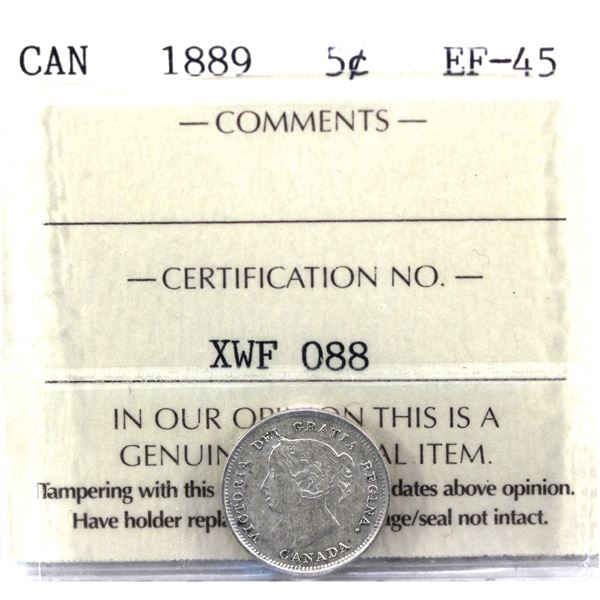 CAN 1889 5¢ EF-45
— COMMENTS —
— CERTIFICATION NO. —
XWF 088
IN OUR OP ON THIS IS A
GENUIN AL ITEM.
Tampering with this dates above opinion.
Have holder repla ge/seal not intact.
VICTORIA DEI GRATIA REGINA.
CANADA